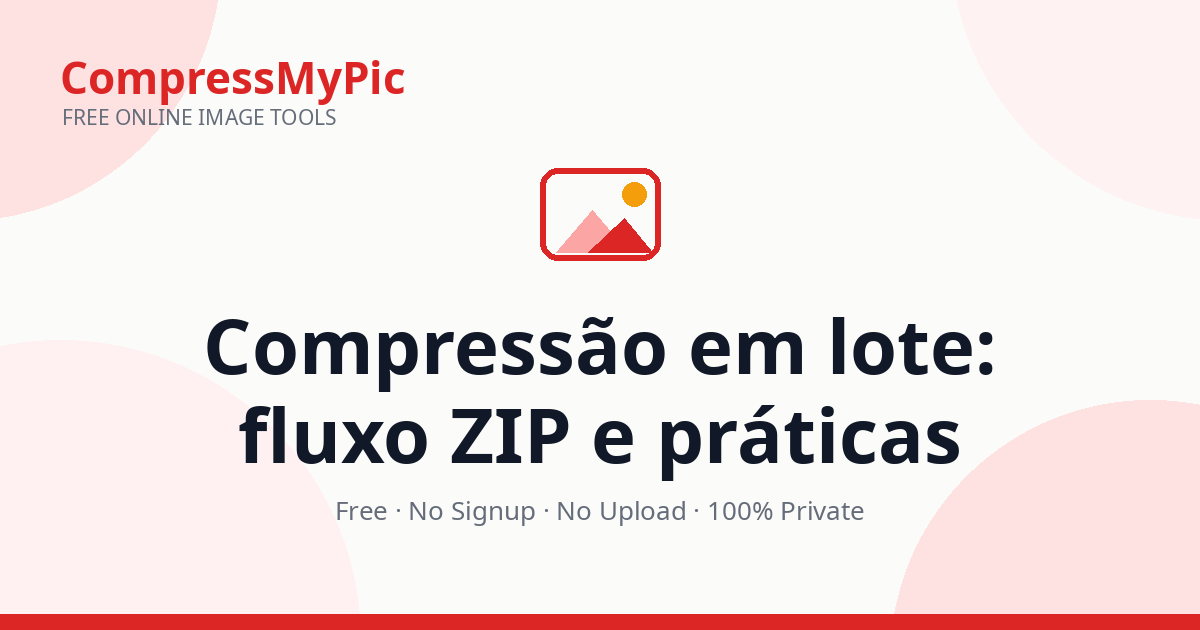 CompressMyPic
FREE ONLINE IMAGE TOOLS
Compressão em lote:
fluxo ZIP e práticas
Free · No Signup · No Upload · 100% Private